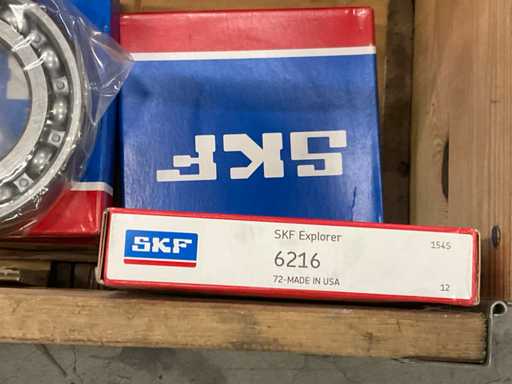 SKF
SKF
SKF Explorer
6216
72-MADE IN USA
1545
12